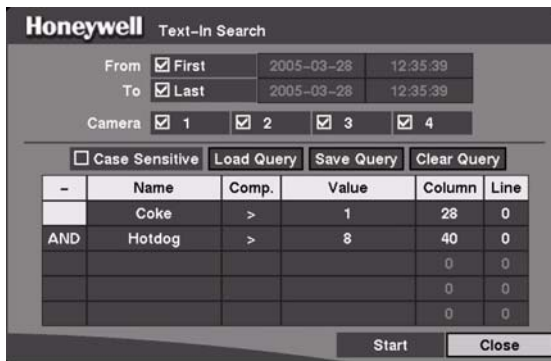 Honeywell Text-In Search
From ☑ First 2005-03-28 12:35:39
To ☑ Last 2005-03-28 12:35:39
Camera ☑ 1 ☑ 2 ☑ 3 ☑ 4
☐ Case Sensitive Load Query Save Query Clear Query
- Name Comp. Value Column Line
Coke > 1 28 0
AND Hotdog > 8 40 0
0 0
0 0
0 0
Start Close